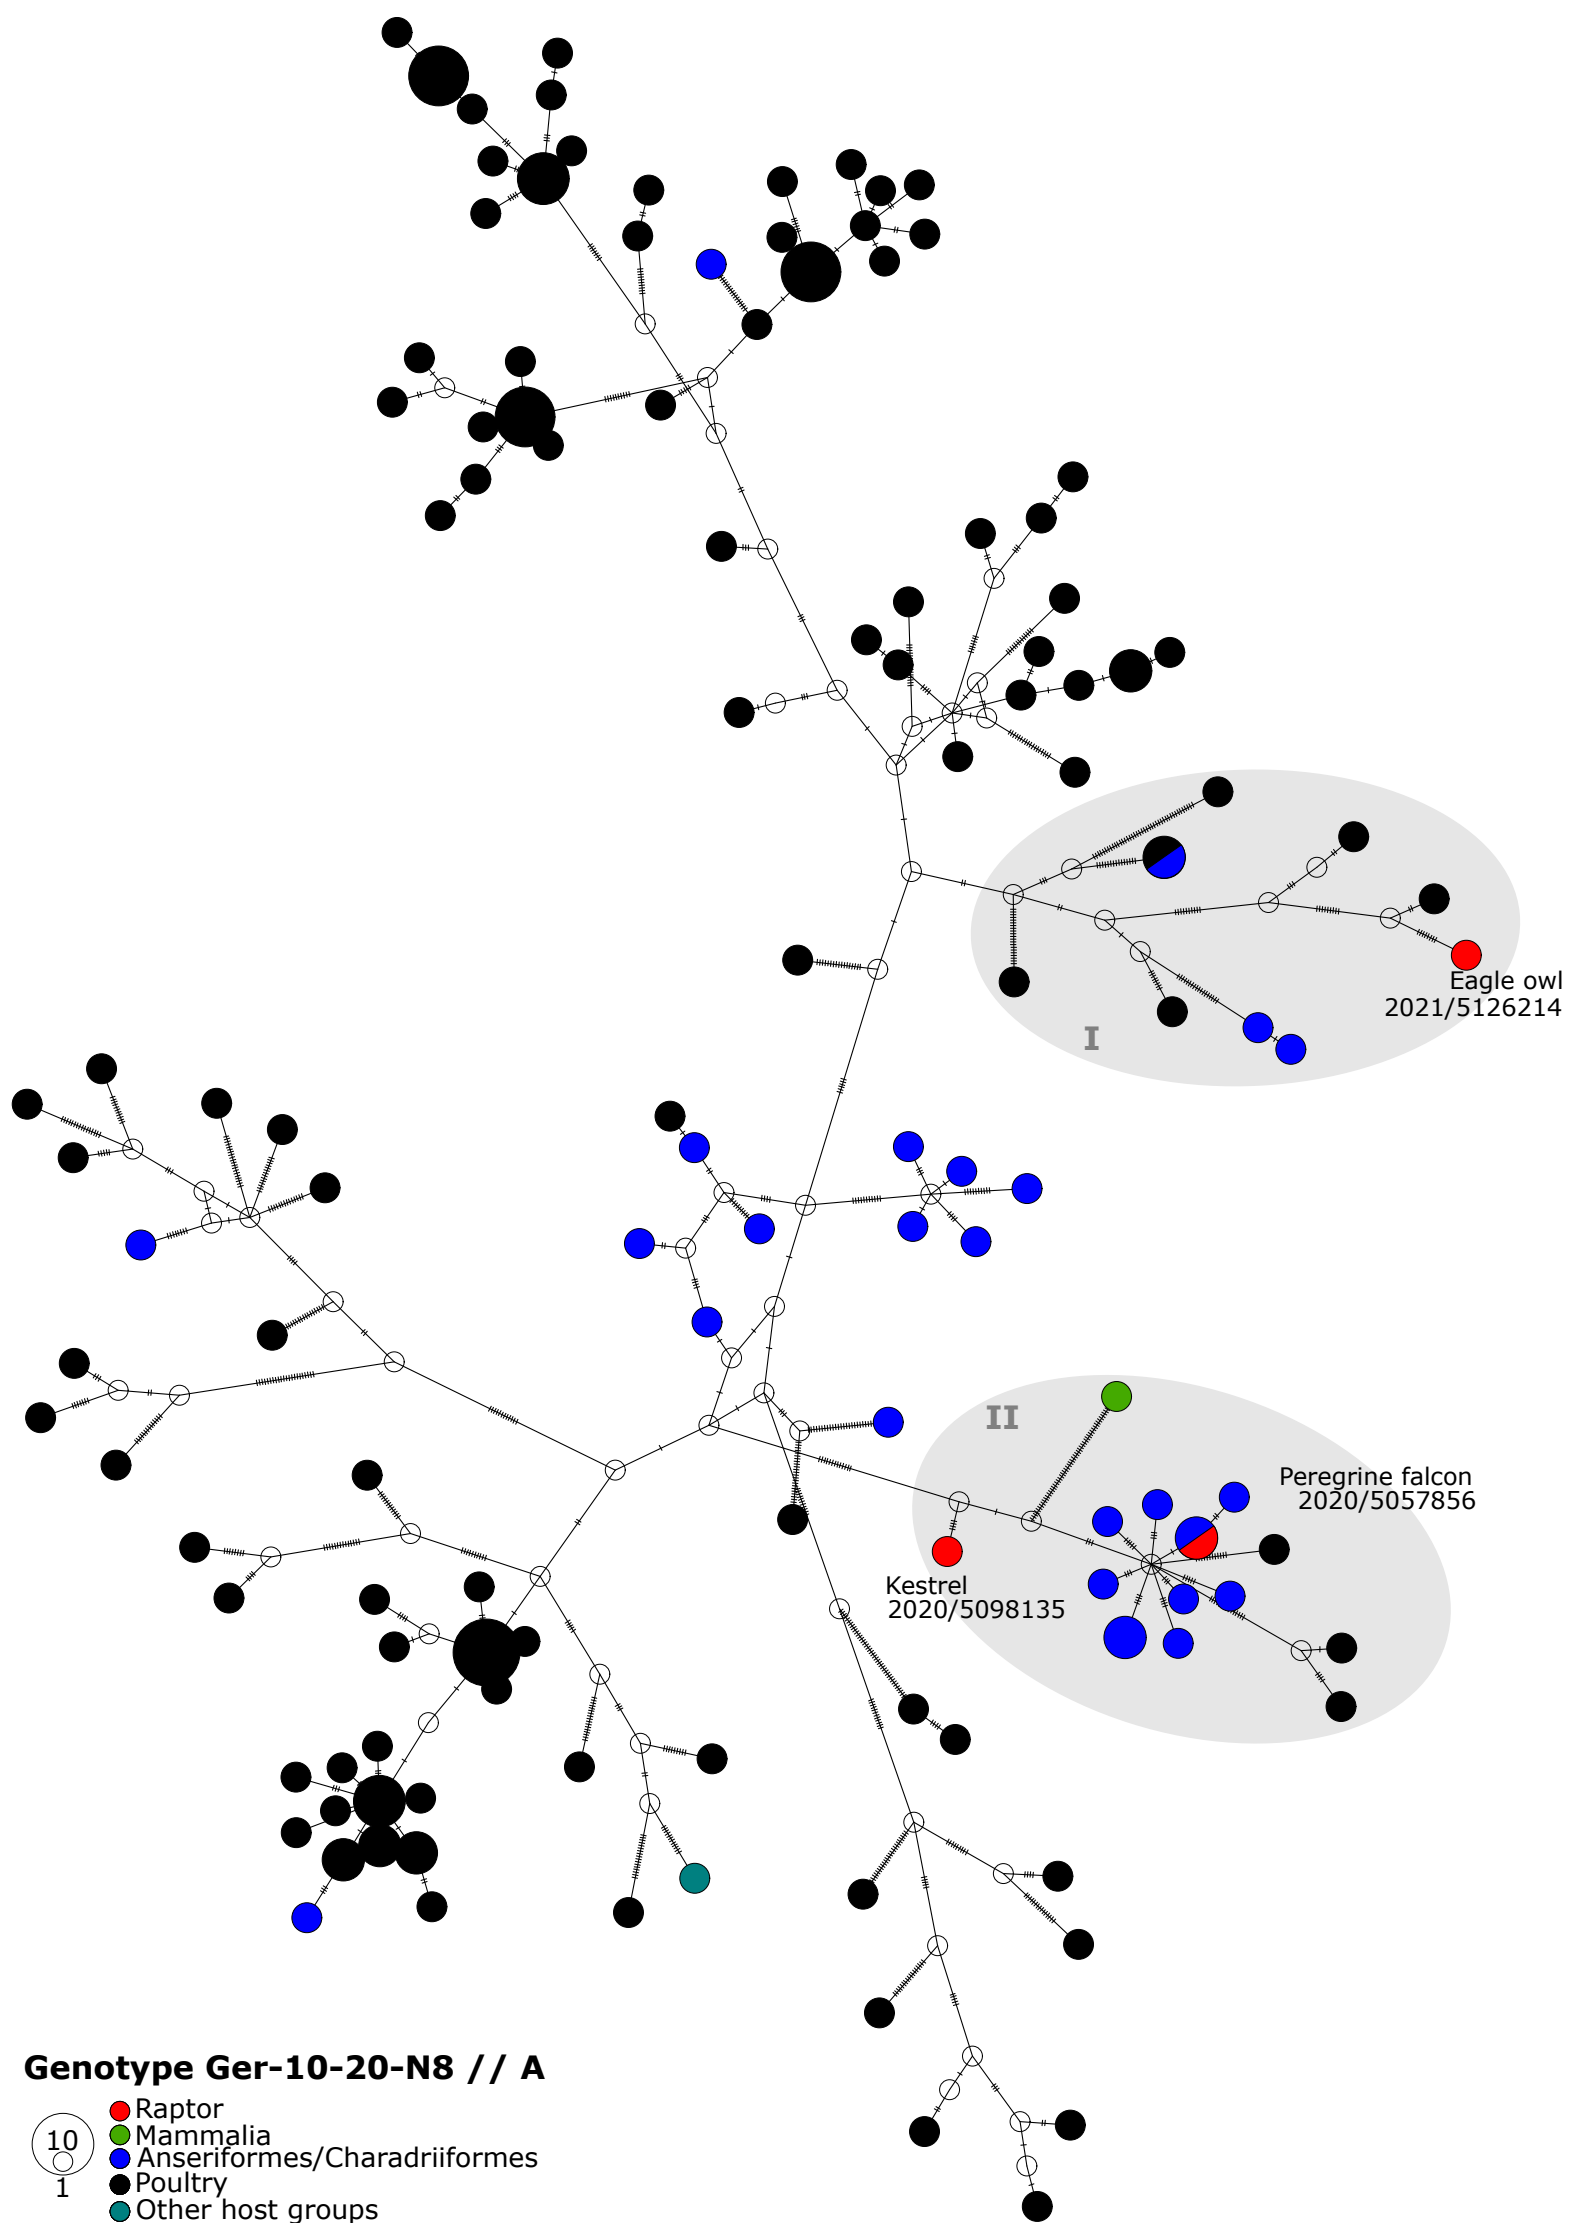 I
Eagle owl
2021/5126214
II
Peregrine falcon
2020/5057856
Kestrel
2020/5098135
Genotype Ger-10-20-N8 // A
Raptor
Mammalia
Anseriformes/Charadriiformes
Poultry
Other host groups
10
1